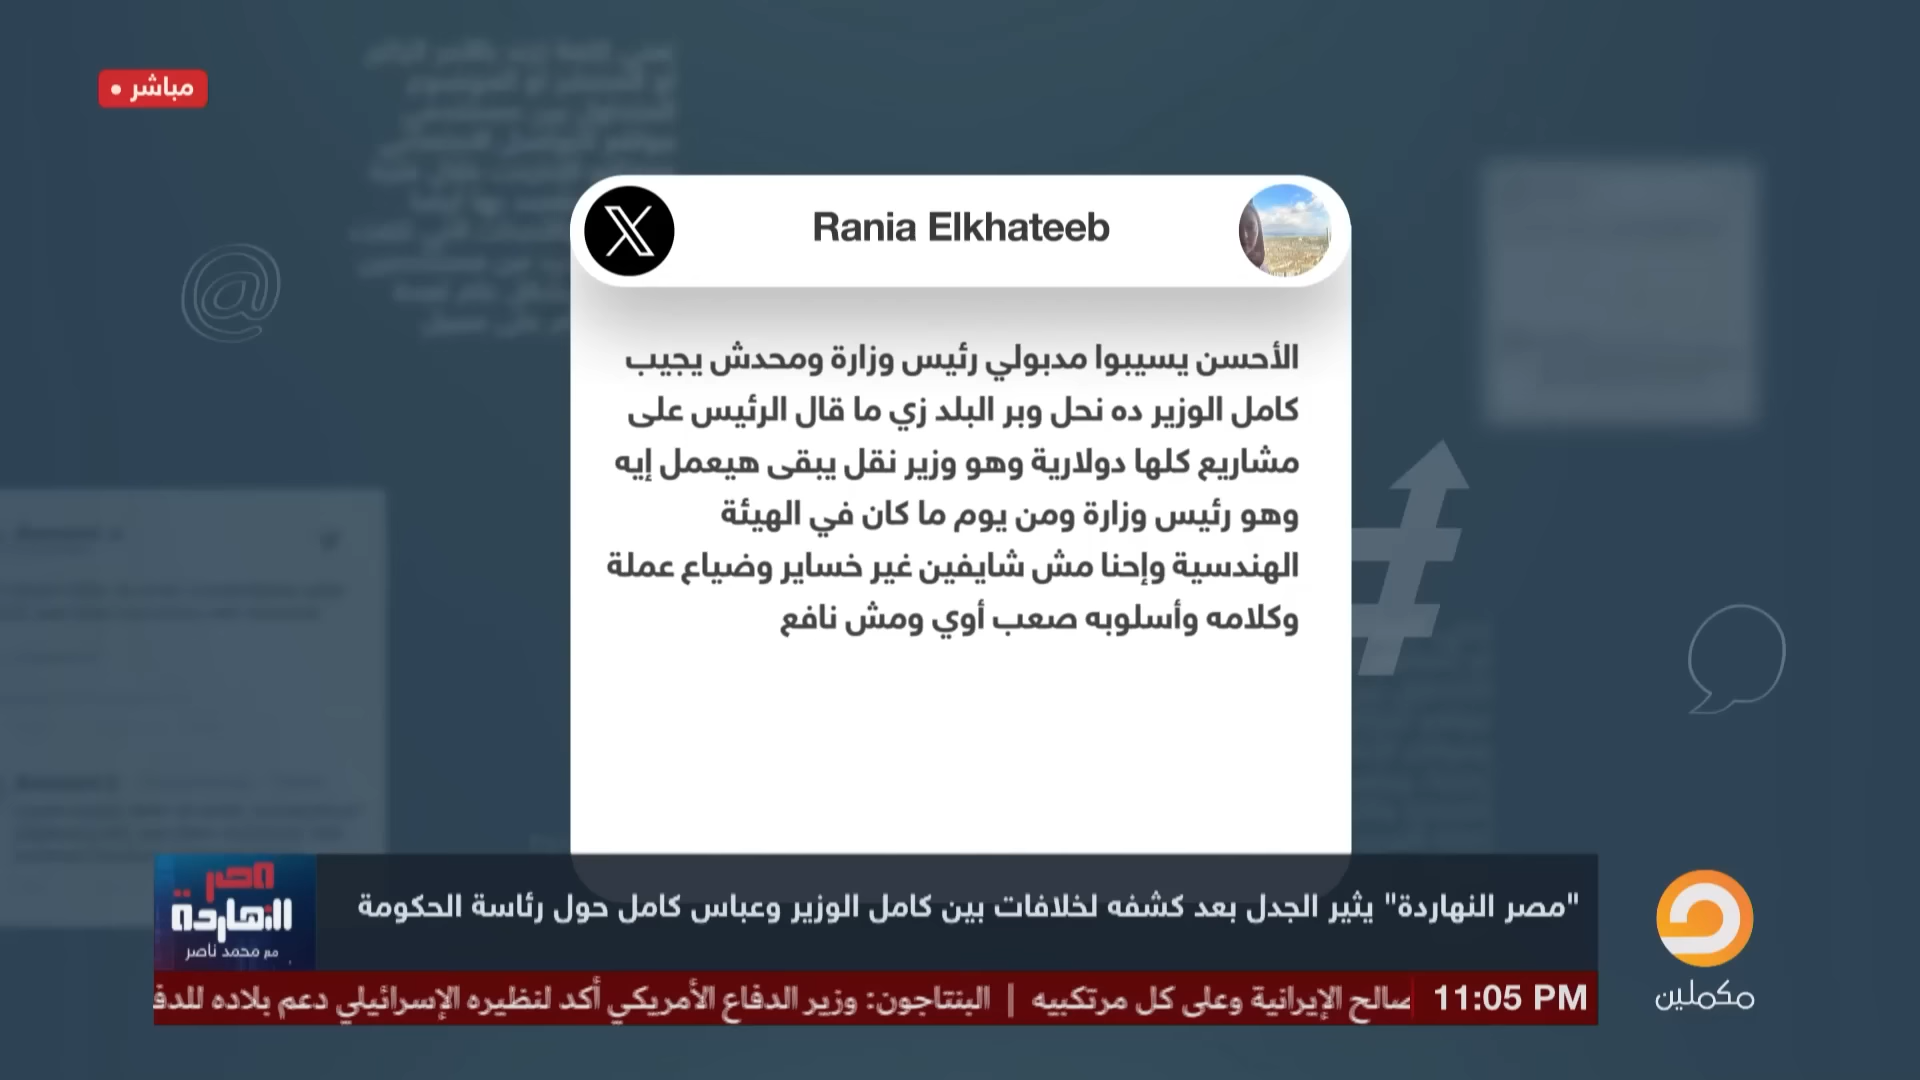 مباشر
Rania Elkhateeb
الأحسن يسيبوا مدبولي رئيس وزارة ومحدش يجيب
كامل الوزير ده نحل وبر البلد زي ما قال الرئيس على
مشاريع كلها دولارية وهو وزير نقل يبقى هيعمل إيه
وهو رئيس وزارة ومن يوم ما كان في الهيئة
الهندسية وإحنا مش شايفين غير خساير وضياع عملة
وكلامه وأسلوبه صعب أوي ومش نافع
مصر النهاردة
مع محمد ناصر
"مصر النهاردة" يثير الجدل بعد كشفه لخلافات بين كامل الوزير وعباس كامل حول رئاسة الحكومة
11:05 PM
الإيرانية وعلى كل مرتكبيه | البنتاجون: وزير الدفاع الأمريكي أكد لنظيره الإسرائيلي دعم بلاده
مكملين